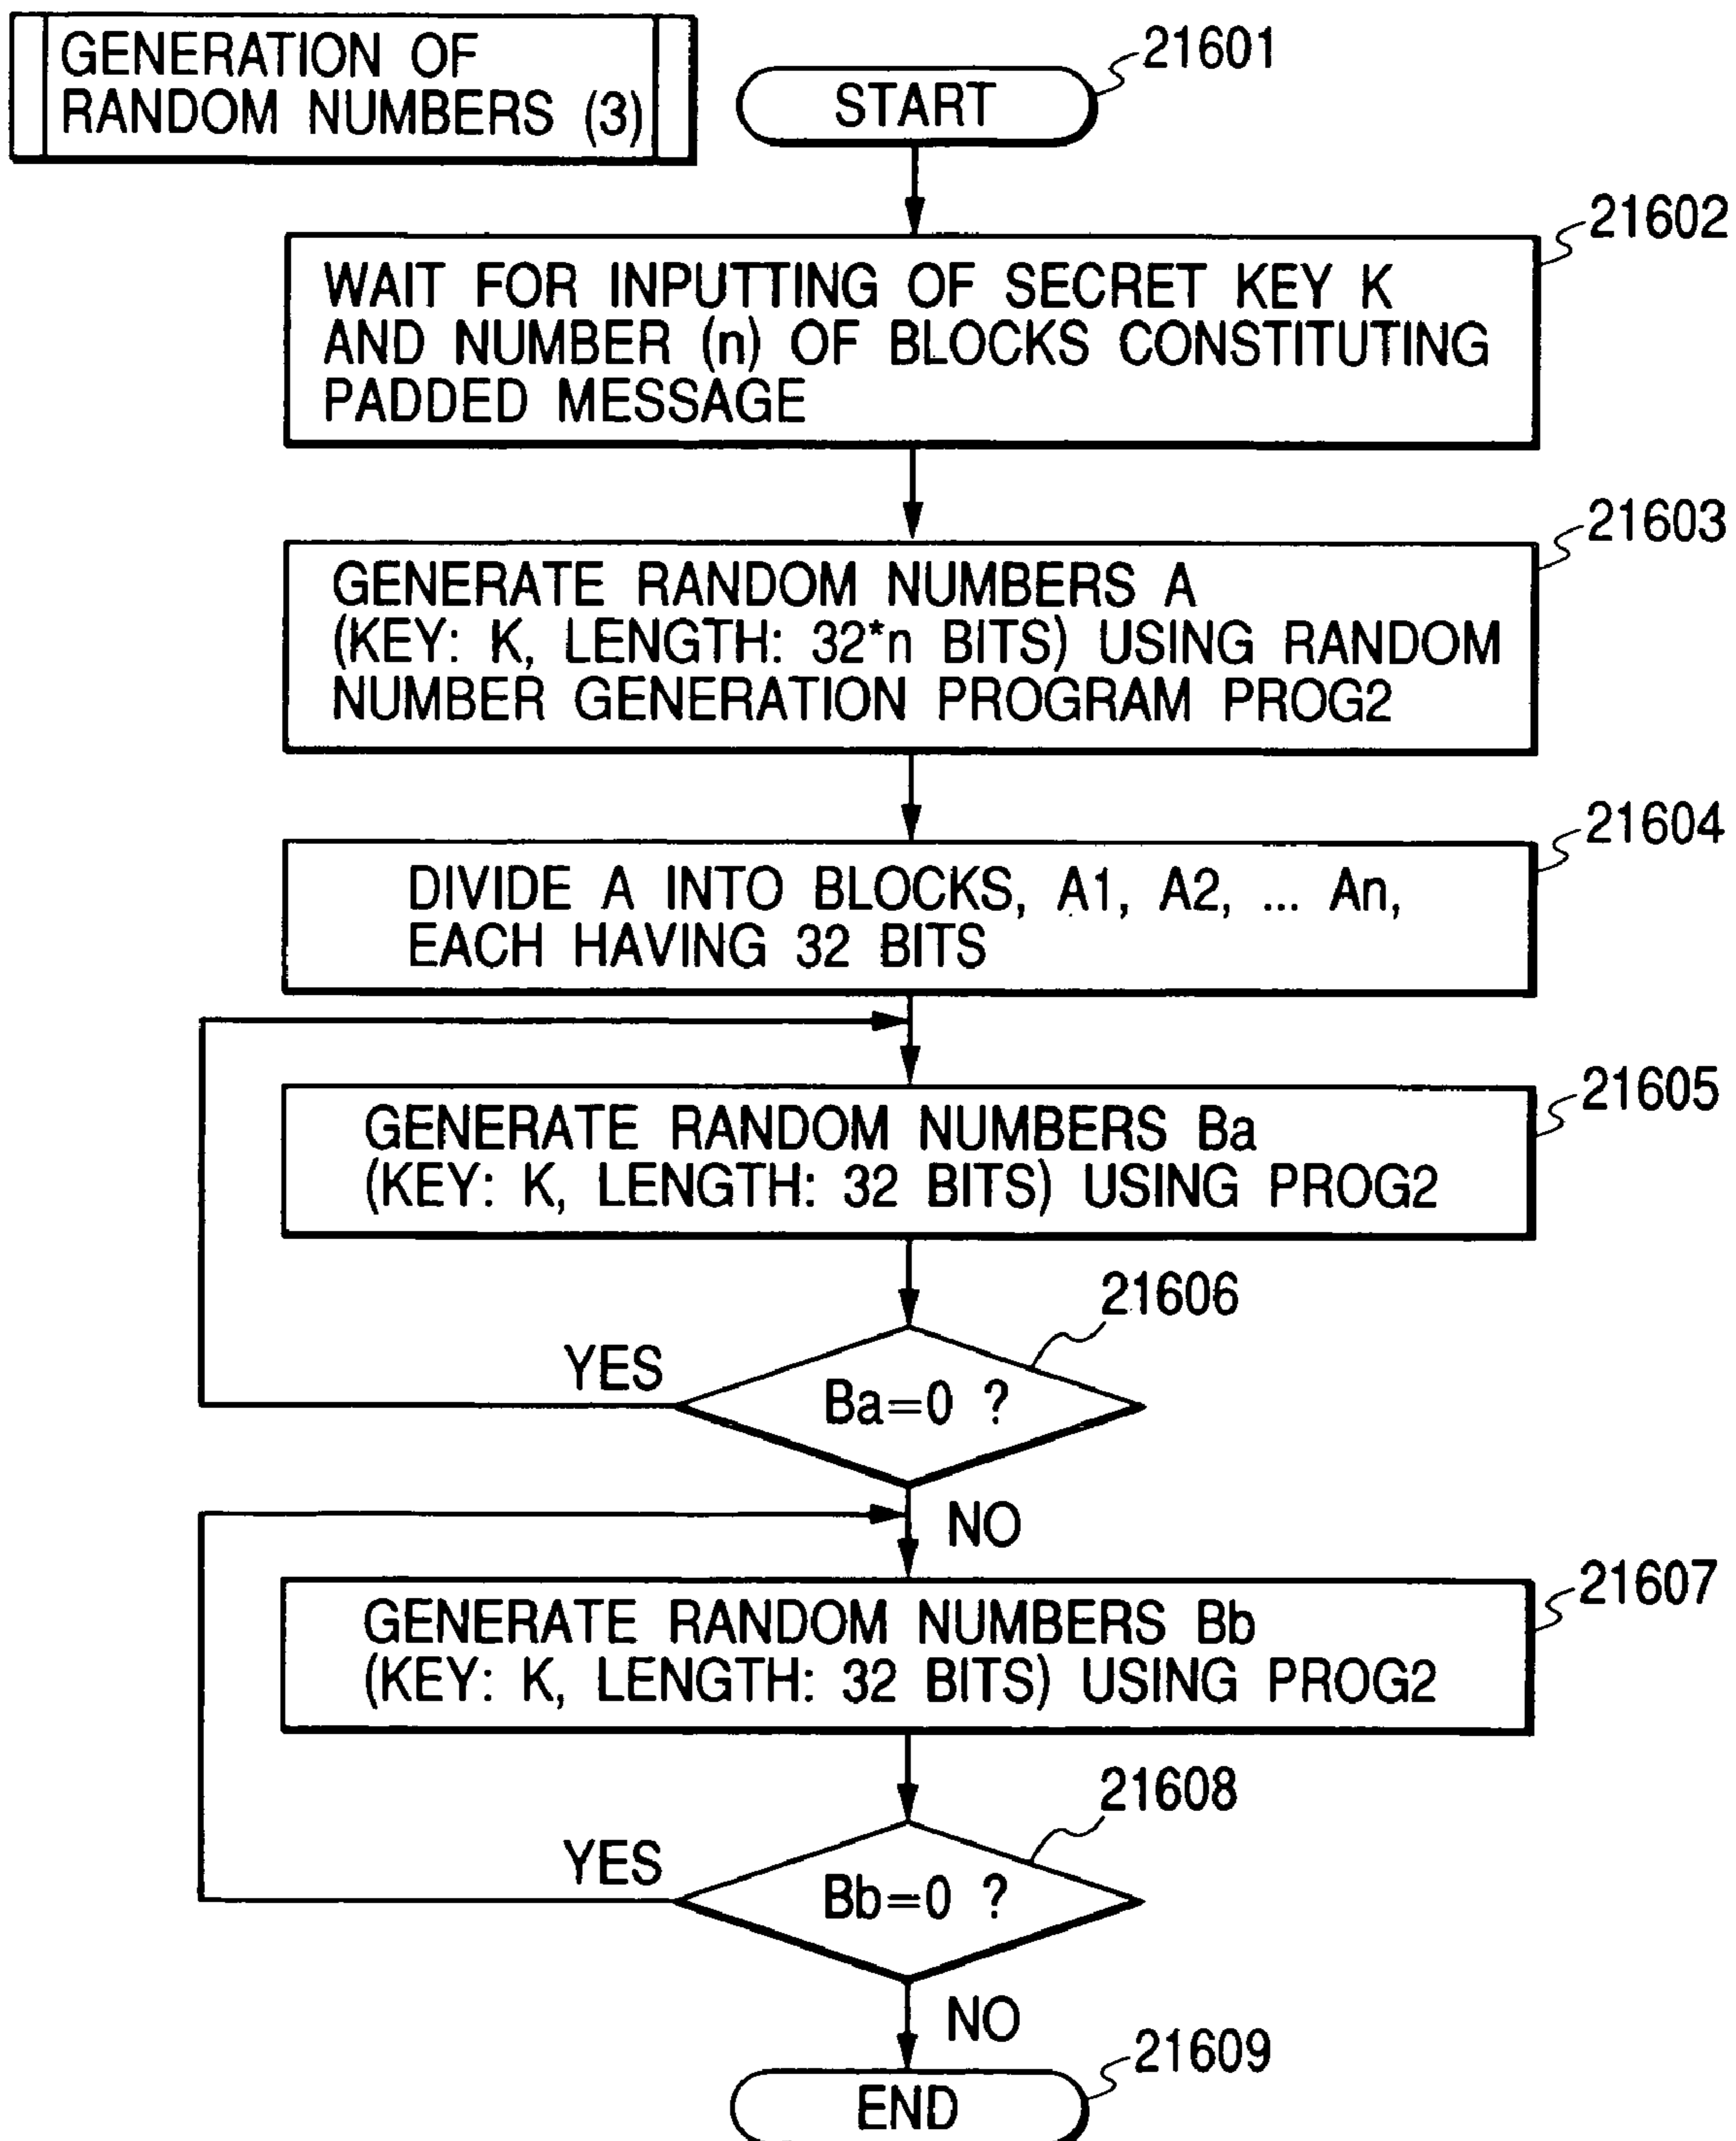 GENERATION OF
RANDOM NUMBERS (3)
21601
START
21602
WAIT FOR INPUTTING OF SECRET KEY K
AND NUMBER (n) OF BLOCKS CONSTITUTING
PADDED MESSAGE
21603
GENERATE RANDOM NUMBERS A
(KEY: K, LENGTH: 32*n BITS) USING RANDOM
NUMBER GENERATION PROGRAM PROG2
21604
DIVIDE A INTO BLOCKS, A1, A2, ... An,
EACH HAVING 32 BITS
21605
GENERATE RANDOM NUMBERS Ba
(KEY: K, LENGTH: 32 BITS) USING PROG2
21606
YES
Ba=0 ?
NO
21607
GENERATE RANDOM NUMBERS Bb
(KEY: K, LENGTH: 32 BITS) USING PROG2
21608
YES
Bb=0 ?
NO
21609
END